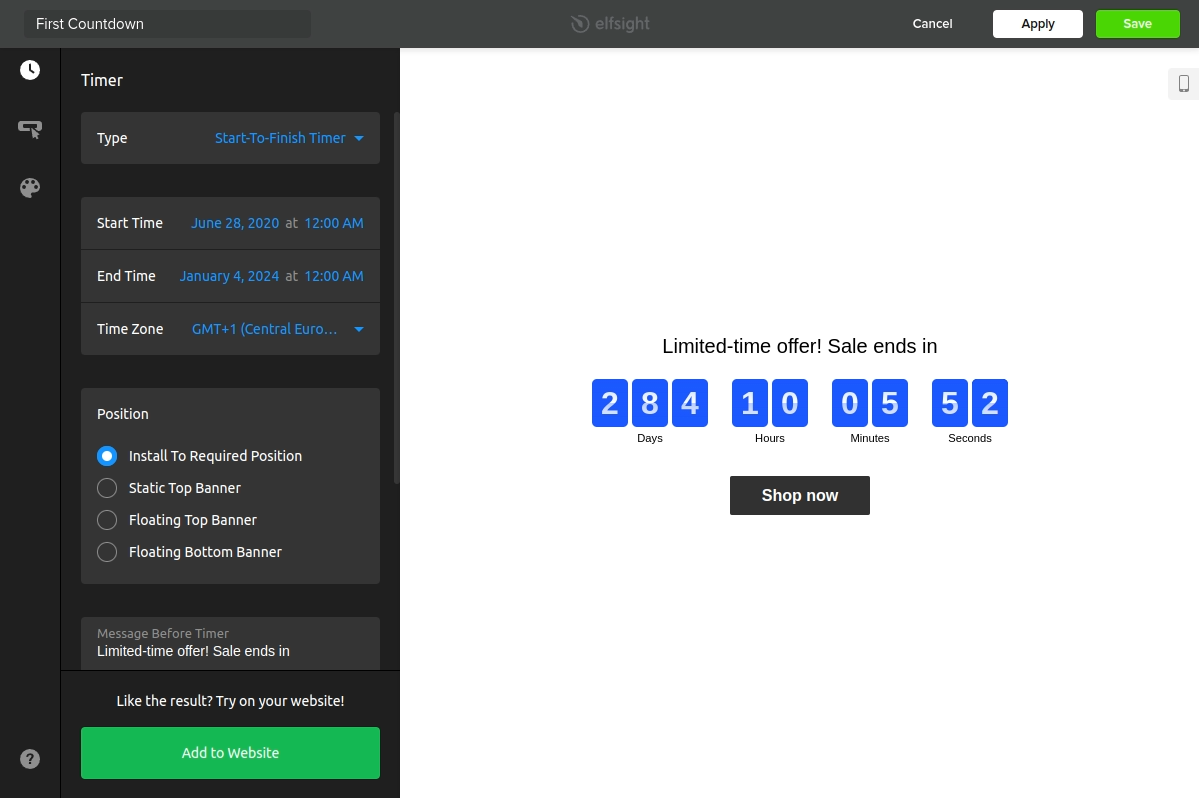 First Countdown
elfsight
Cancel
Apply
Save
Timer
Type
Start-To-Finish Timer
Start Time
June 28, 2020 at 12:00 AM
End Time
January 4, 2024 at 12:00 AM
Time Zone
GMT+1 (Central Euro…
Position
Install To Required Position
Static Top Banner
Floating Top Banner
Floating Bottom Banner
Message Before Timer
Limited-time offer! Sale ends in
Like the result? Try on your website!
Add to Website
?
Limited-time offer! Sale ends in
284 10 05 52
Days Hours Minutes Seconds
Shop now